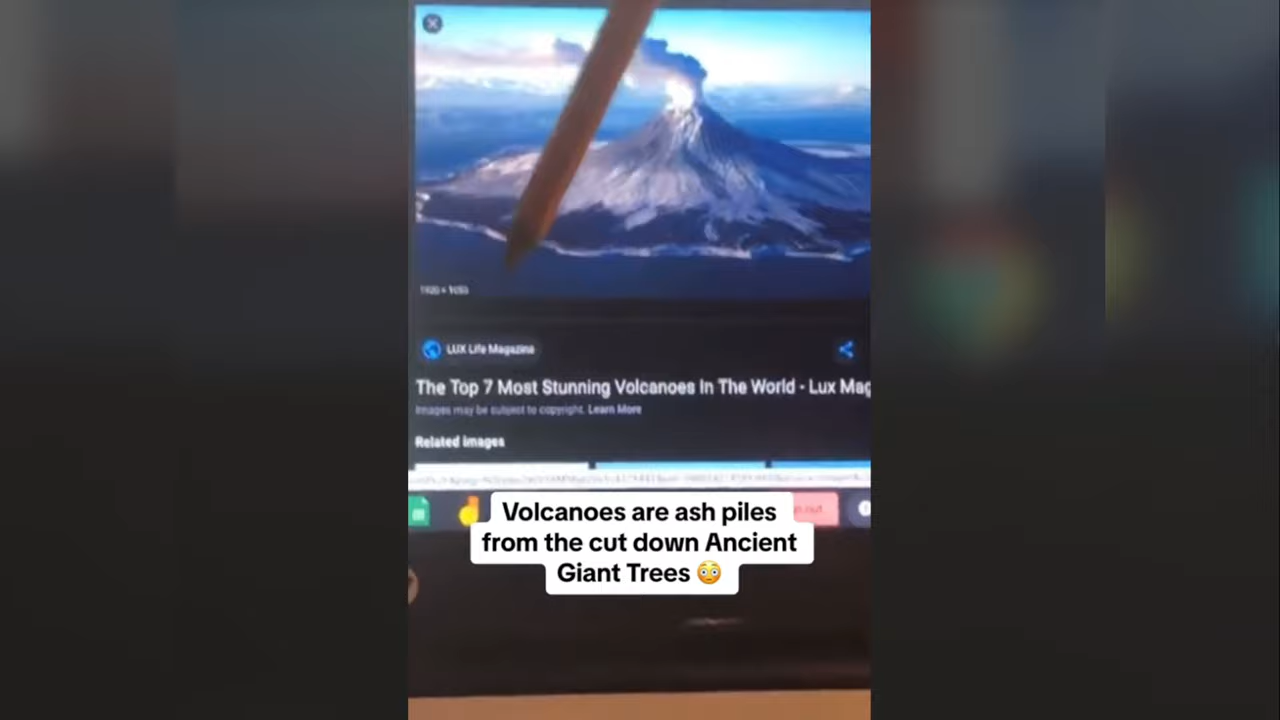 LUX Life Magazine
The Top 7 Most Stunning Volcanoes In The World - Lux Mag
Images may be subject to copyright. Learn More
Related images
Volcanoes are ash piles
from the cut down Ancient
Giant Trees 😳